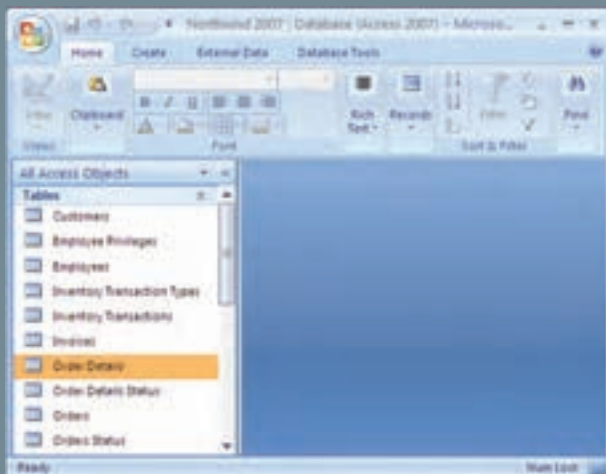 Northwind 2007 : Database (Access 2007) - Microso...
Home Create External Data Database Tools
View Clipboard Rich Text Records Filter Find
B I U
A
Views Font Sort & Filter
All Access Objects
Tables
Customers
Employee Privileges
Employees
Inventory Transaction Types
Inventory Transactions
Invoices
Order Details
Order Details Status
Orders
Orders Status
Ready Num Lock